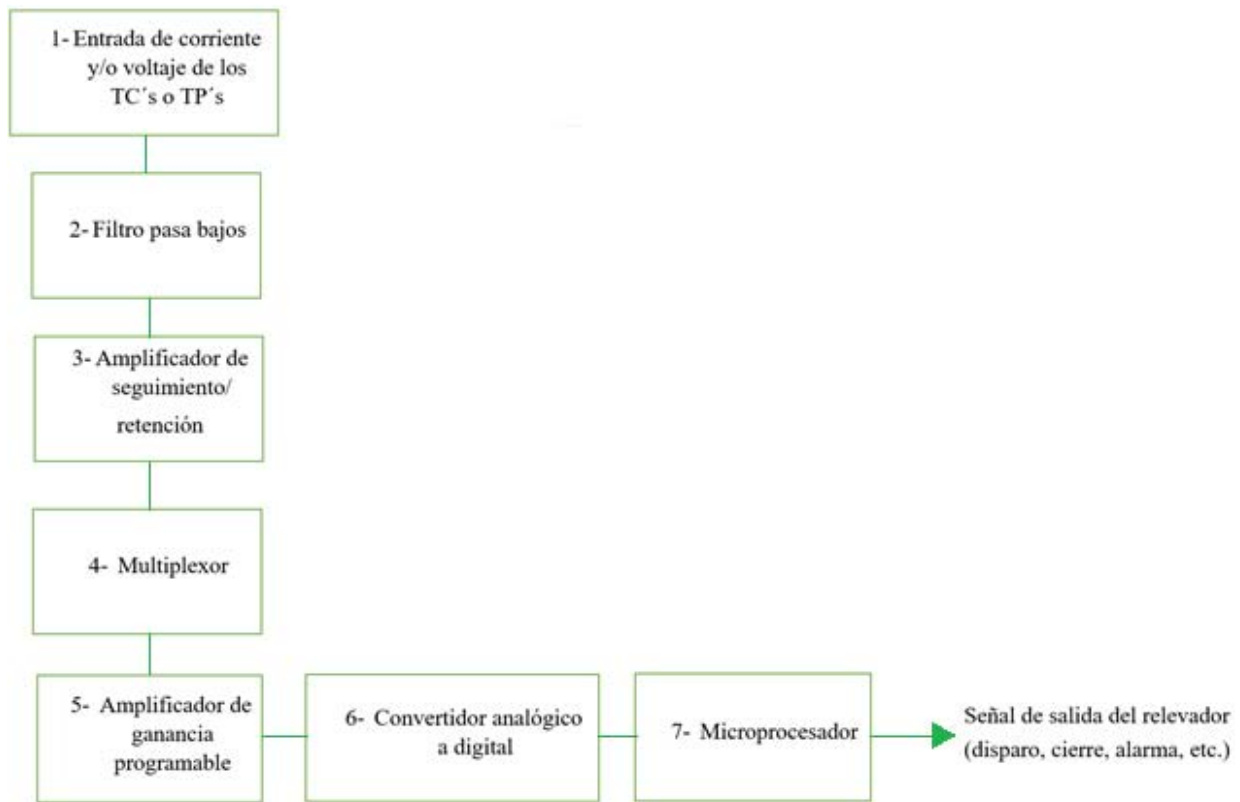 1- Entrada de corriente
y/o voltaje de los
TC´s o TP´s
2- Filtro pasa bajos
3- Amplificador de
seguimiento/
retención
4- Multiplexor
5- Amplificador de
ganancia
programable
6- Convertidor analógico
a digital
7- Microprocesador
Señal de salida del relevador
(disparo, cierre, alarma, etc.)